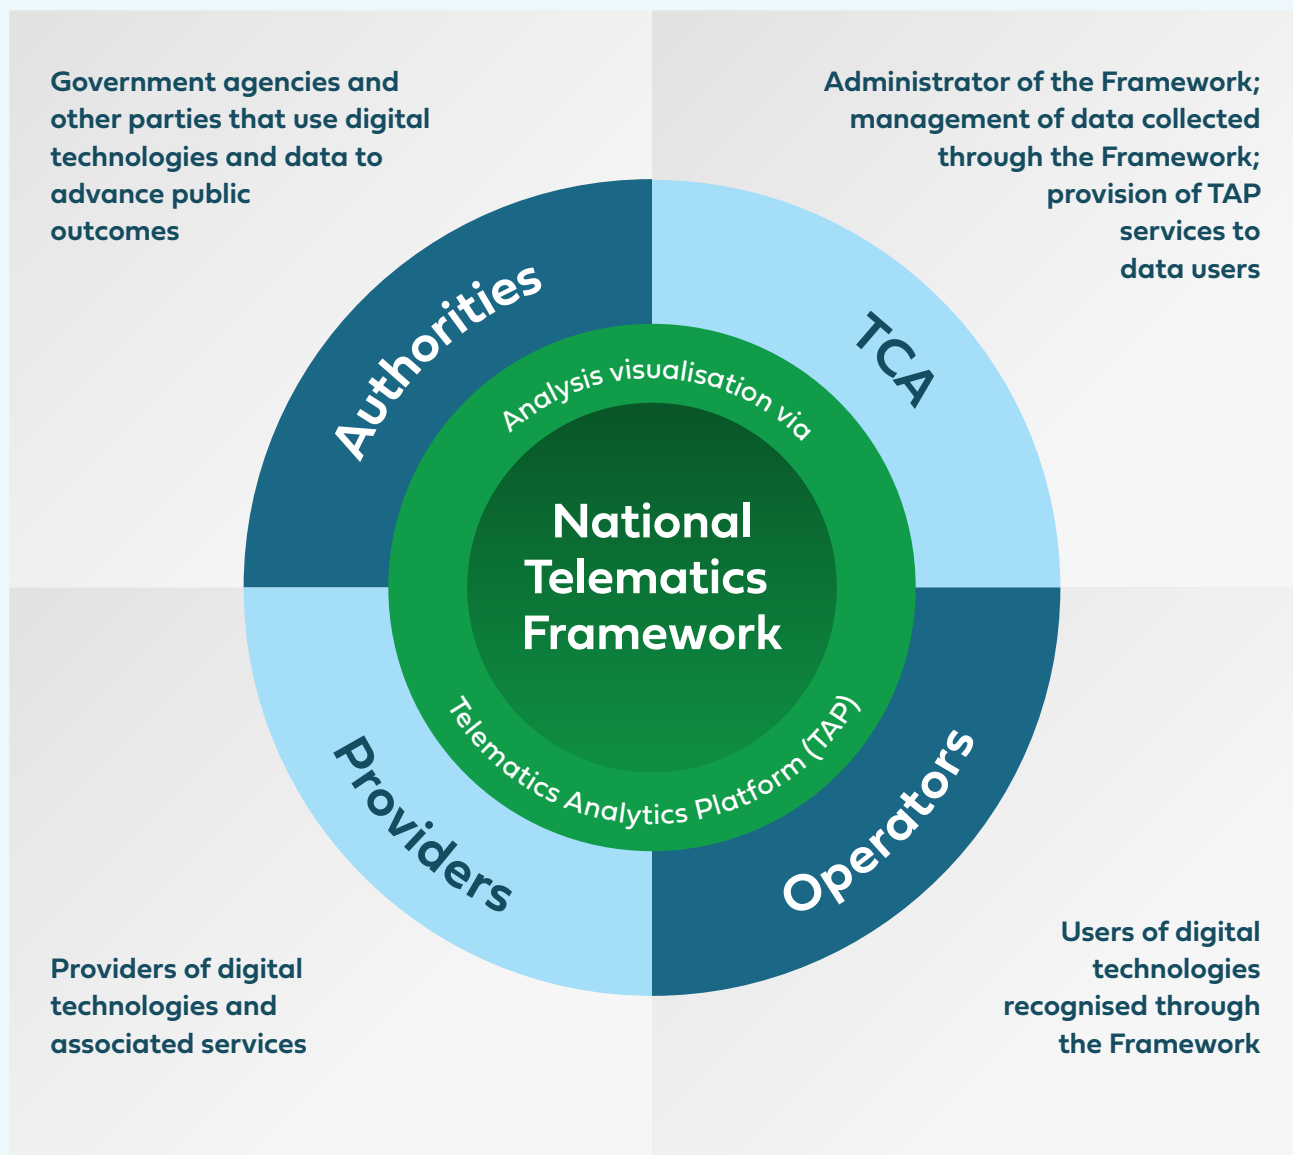 Government agencies and
other parties that use digital
technologies and data to
advance public
outcomes
Administrator of the Framework;
management of data collected
through the Framework;
provision of TAP
services to
data users
Authorities
TCA
Analysis visualisation via
National
Telematics
Framework
Telematics Analytics Platform (TAP)
Providers
Operators
Providers of digital
technologies and
associated services
Users of digital
technologies
recognised through
the Framework